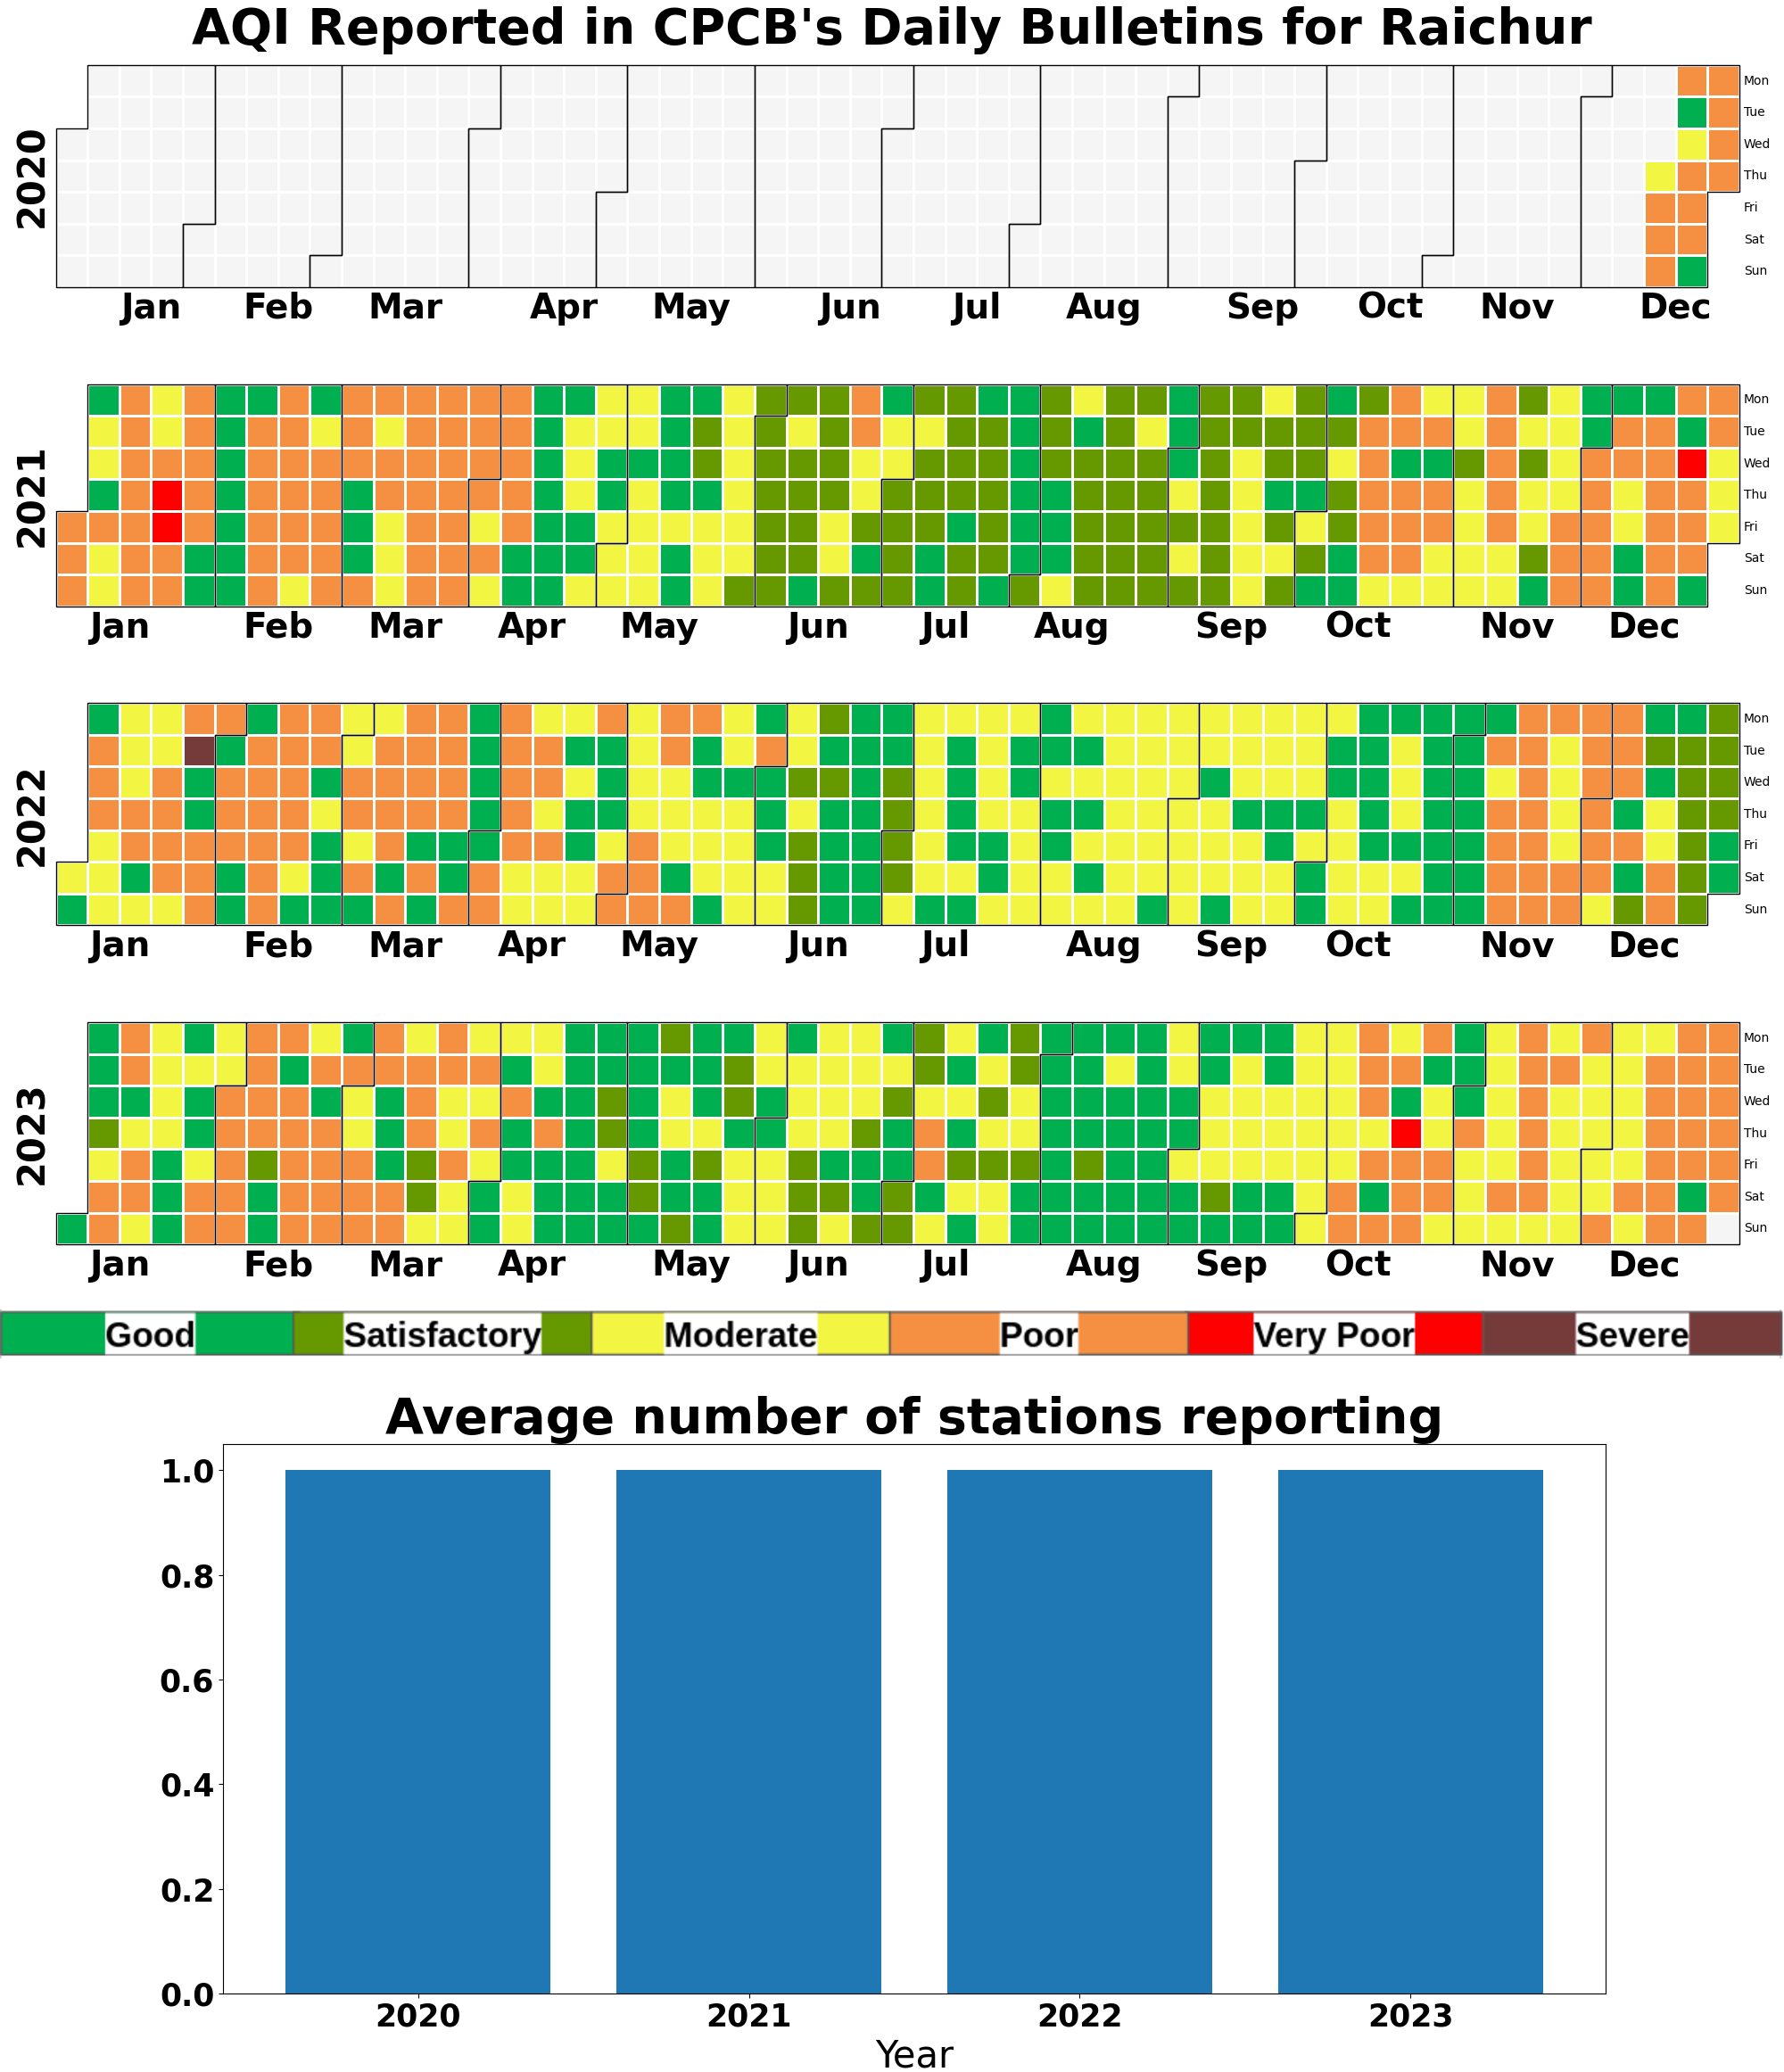 AQI Reported in CPCB's Daily Bulletins for Raichur
2020
Mon
Tue
Wed
Thu
Fri
Sat
Sun
Jan Feb Mar Apr May Jun Jul Aug Sep Oct Nov Dec
2021
Mon
Tue
Wed
Thu
Fri
Sat
Sun
Jan Feb Mar Apr May Jun Jul Aug Sep Oct Nov Dec
2022
Mon
Tue
Wed
Thu
Fri
Sat
Sun
Jan Feb Mar Apr May Jun Jul Aug Sep Oct Nov Dec
2023
Mon
Tue
Wed
Thu
Fri
Sat
Sun
Jan Feb Mar Apr May Jun Jul Aug Sep Oct Nov Dec
Good Satisfactory Moderate Poor Very Poor Severe
Average number of stations reporting
1.0
0.8
0.6
0.4
0.2
0.0
2020 2021 2022 2023
Year